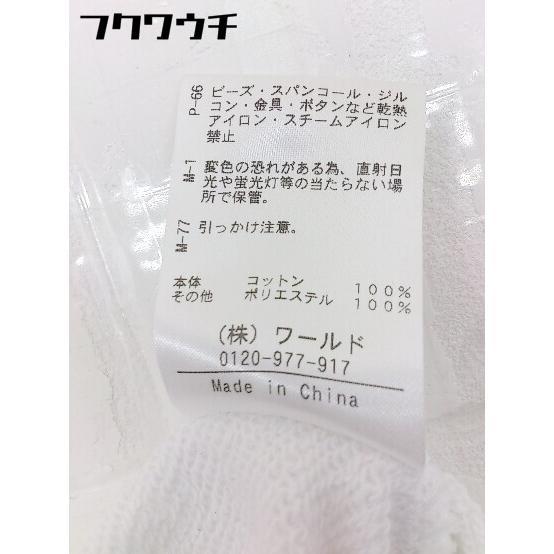 フクワウチ
P-66 ビーズ・スパンコール・ジル
コン・金具・ボタンなど乾熱
アイロン・スチームアイロン
禁止
M-1 変色の恐れがある為、直射日
光や蛍光灯等の当たらない場
所で保管。
M-77 引っかけ注意。
本体 コットン 100%
その他 ポリエステル 100%
(株) ワールド
0120-977-917
Made in China